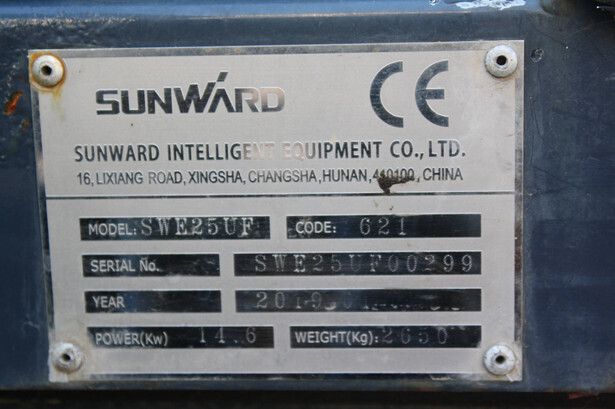 SUNWARD CE
SUNWARD INTELLIGENT EQUIPMENT CO., LTD.
16, LIXIANG ROAD, XINGSHA, CHANGSHA, HUNAN, 410100, CHINA
MODEL: SWE25UF CODE: 621
SERIAL No. SWE25UF00299
YEAR
POWER(Kw) 14.6 WEIGHT(Kg): 2650